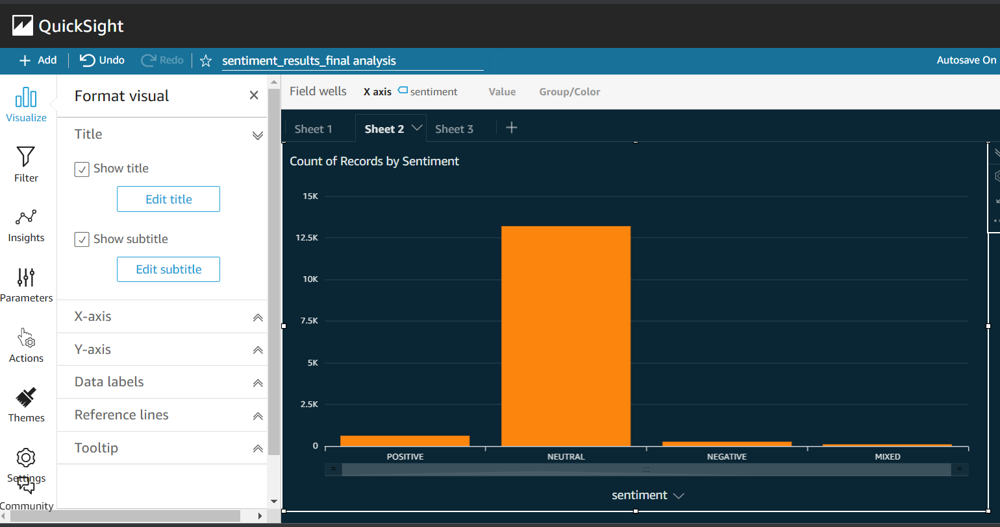 QuickSight
Add
Undo
Redo
sentiment_results_final analysis
Autosave On
Visualize
Filter
Insights
Parameters
Actions
Themes
Settings
Community
Format visual
Title
Show title
Edit title
Show subtitle
Edit subtitle
X-axis
Y-axis
Data labels
Reference lines
Tooltip
Field wells X axis sentiment Value Group/Color
Sheet 1 Sheet 2 Sheet 3
Count of Records by Sentiment
15K
12.5K
10K
7.5K
5K
2.5K
0
POSITIVE NEUTRAL NEGATIVE MIXED
sentiment